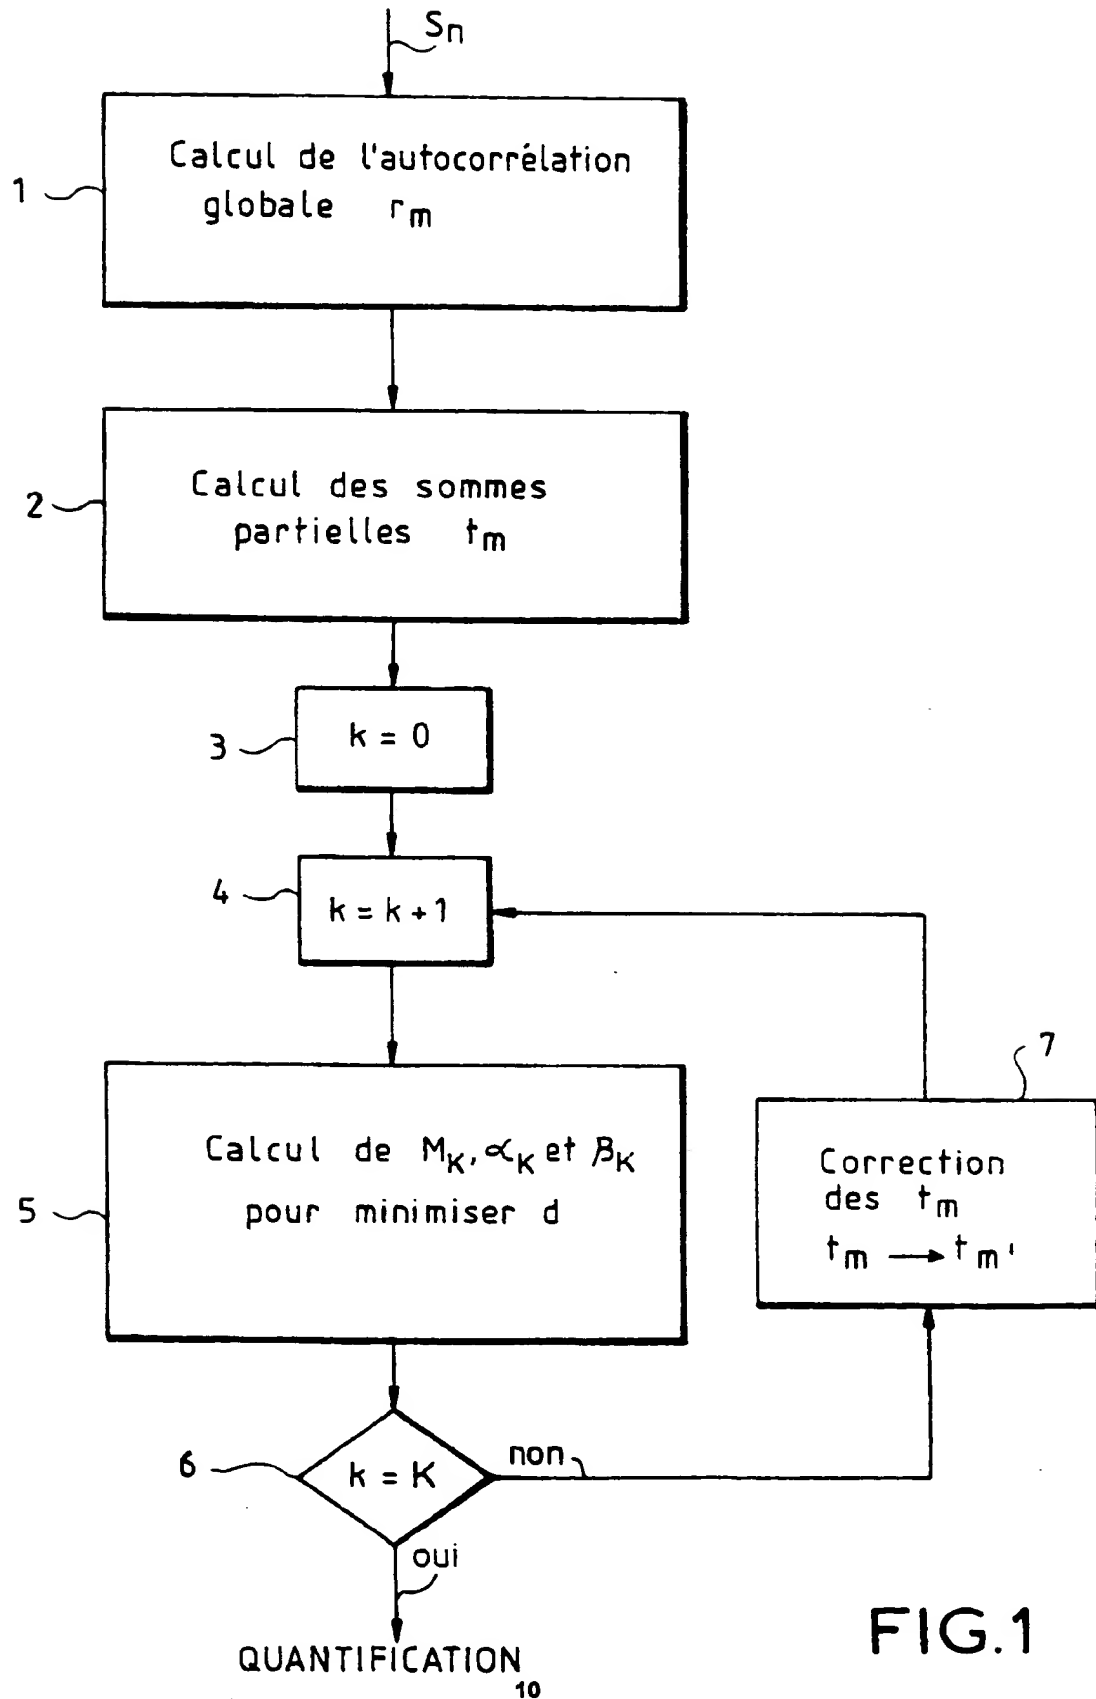 Sn
Calcul de l'autocorrélation
globale rm
1
Calcul des sommes
partielles tm
2
k = 0
3
k = k + 1
4
Calcul de MK, αK et βK
pour minimiser d
5
7
Correction
des tm
tm → tm'
k = K
6
non
oui
QUANTIFICATION
10
FIG.1